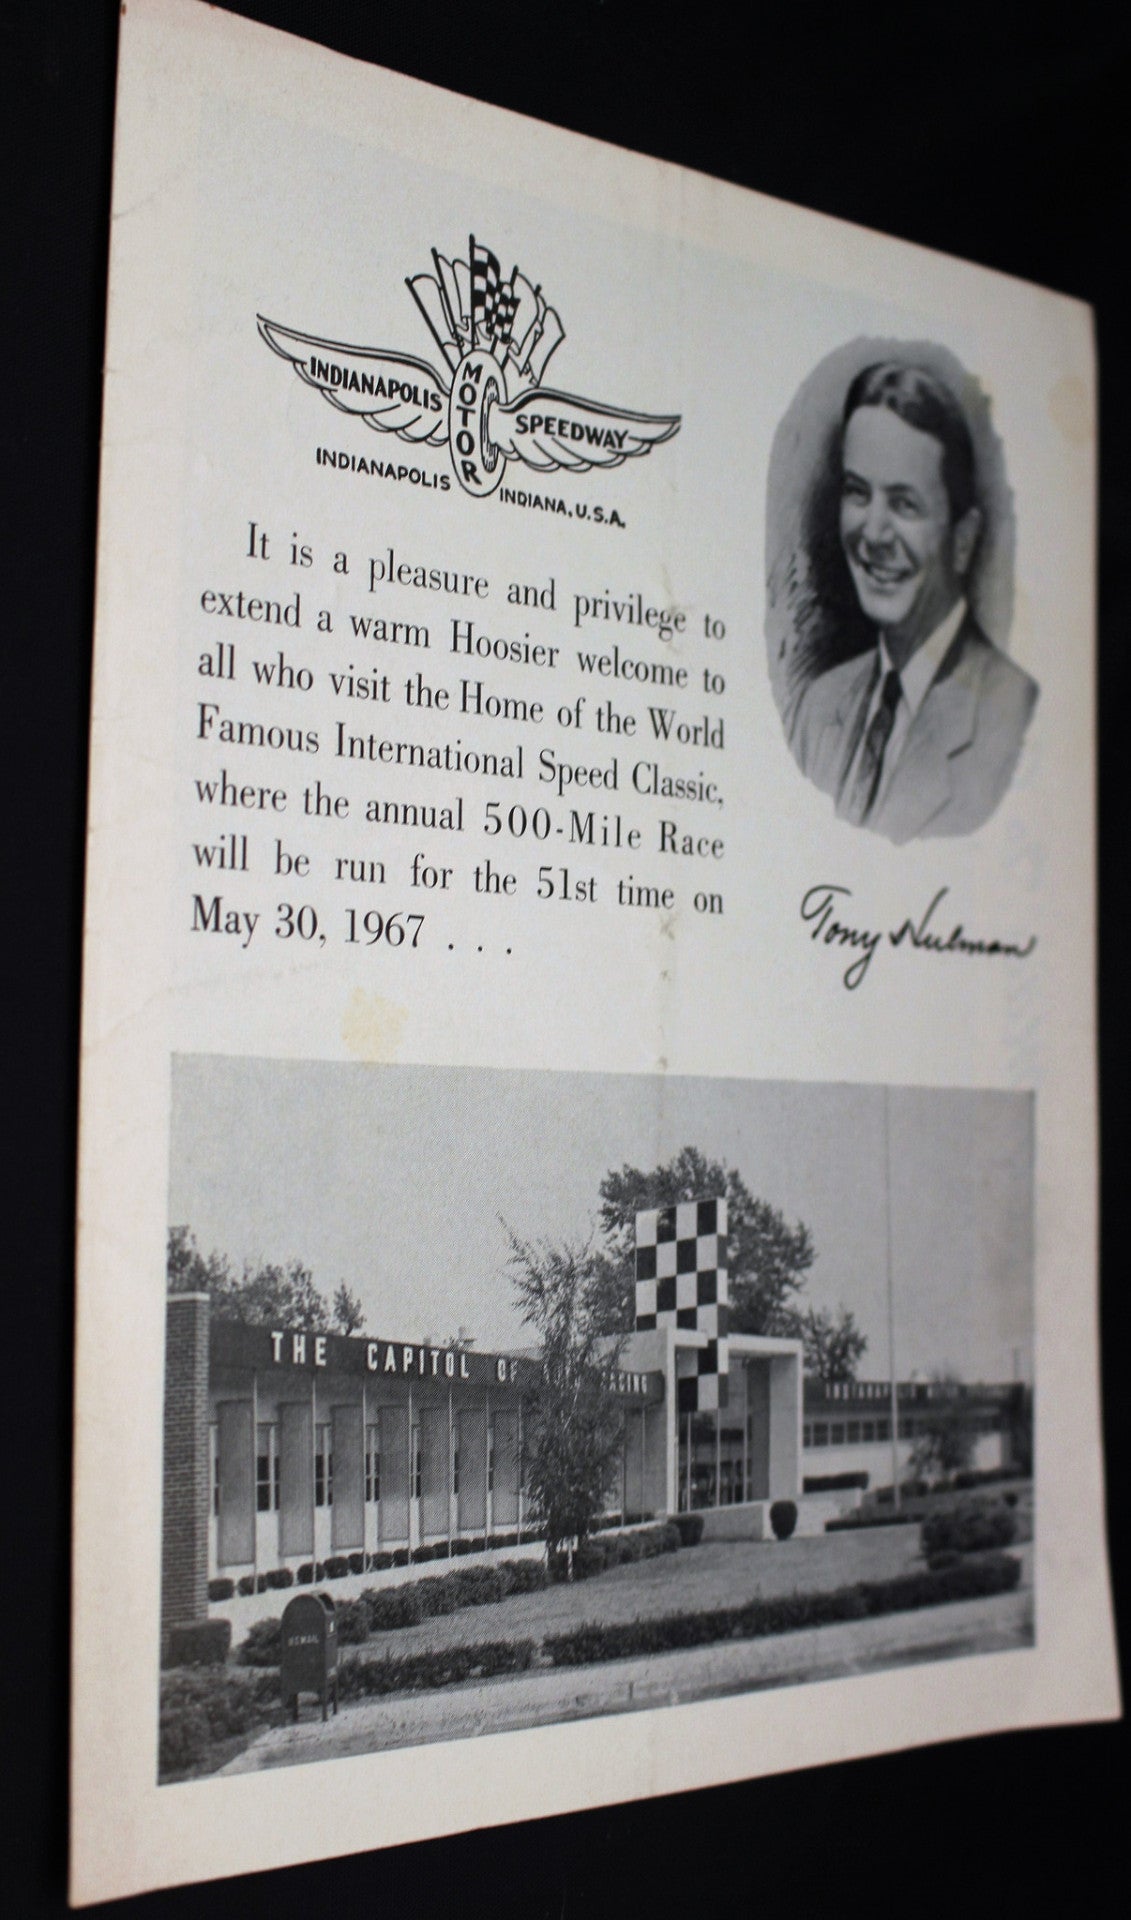 INDIANAPOLIS MOTOR SPEEDWAY
INDIANAPOLIS INDIANA, U.S.A.
It is a pleasure and privilege to
extend a warm Hoosier welcome to
all who visit the Home of the World
Famous International Speed Classic,
where the annual 500-Mile Race
will be run for the 51st time on
May 30, 1967 . . .
Tony Hulman
THE CAPITOL OF RACING
U.S. MAIL